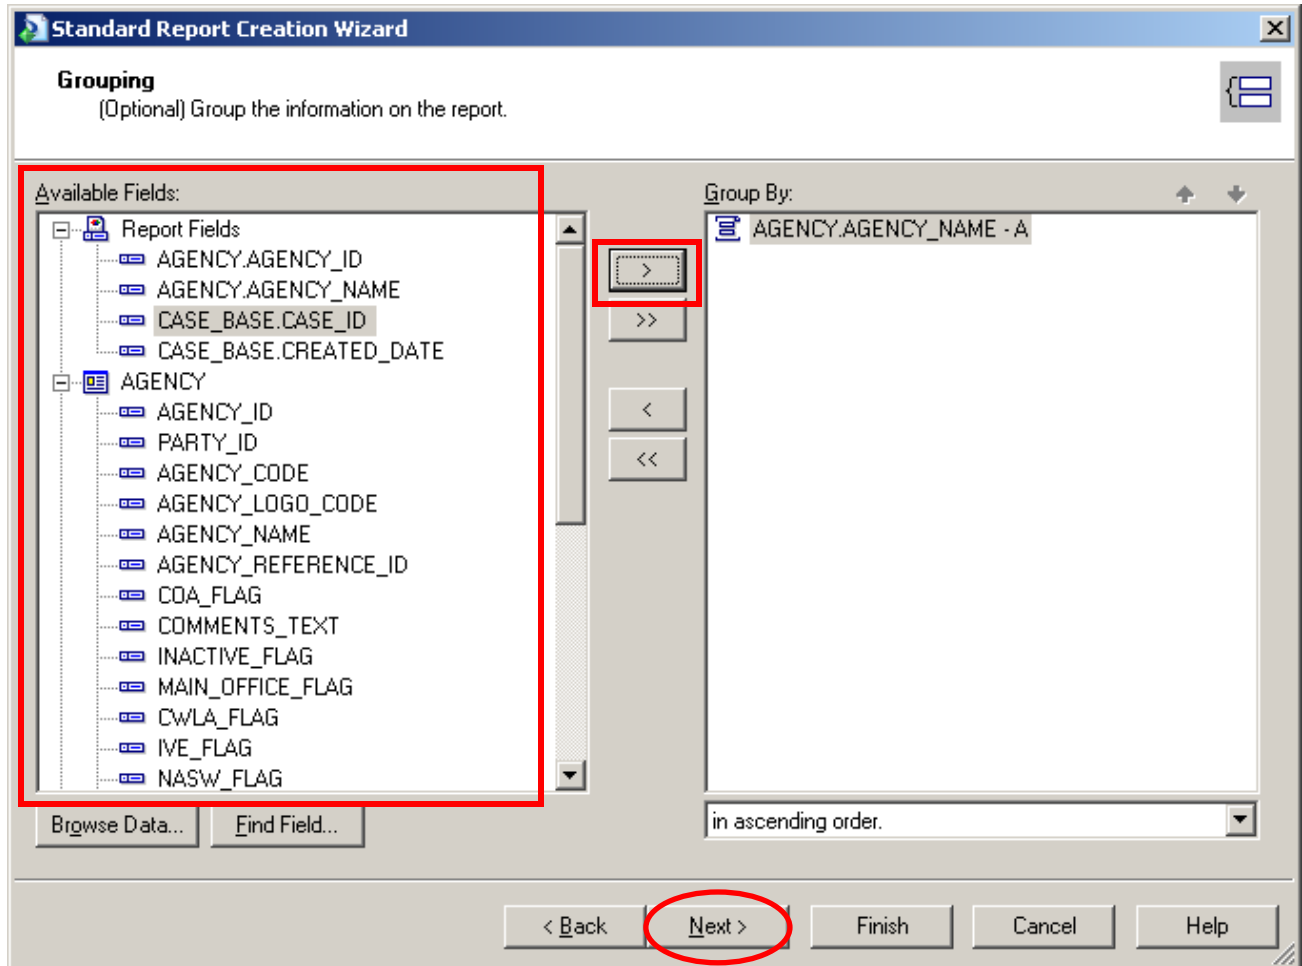 Standard Report Creation Wizard
Grouping
(Optional) Group the information on the report.
Available Fields:
Report Fields
AGENCY.AGENCY_ID
AGENCY.AGENCY_NAME
CASE_BASE.CASE_ID
CASE_BASE.CREATED_DATE
AGENCY
AGENCY_ID
PARTY_ID
AGENCY_CODE
AGENCY_LOGO_CODE
AGENCY_NAME
AGENCY_REFERENCE_ID
COA_FLAG
COMMENTS_TEXT
INACTIVE_FLAG
MAIN_OFFICE_FLAG
CWLA_FLAG
IVE_FLAG
NASW_FLAG
Browse Data...
Find Field...
>
>>
<
<<
Group By:
AGENCY.AGENCY_NAME - A
in ascending order.
< Back
Next >
Finish
Cancel
Help